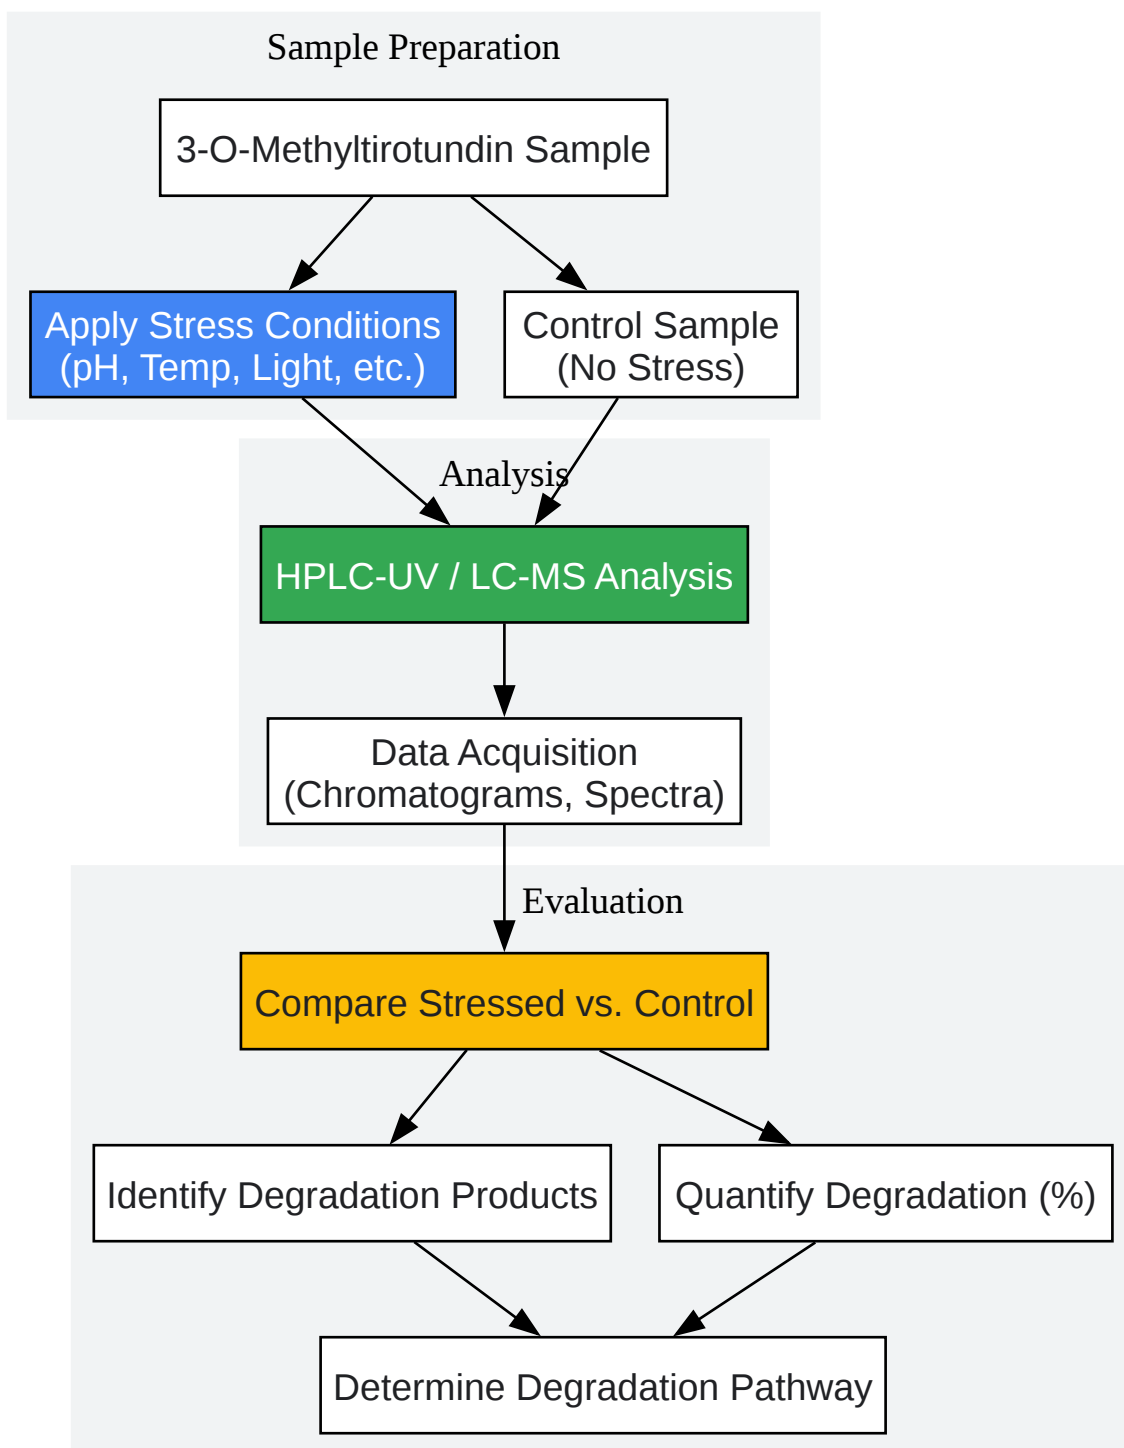 Sample Preparation
3-O-Methyltirotundin Sample
Apply Stress Conditions
(pH, Temp, Light, etc.)
Control Sample
(No Stress)
Analysis
HPLC-UV / LC-MS Analysis
Data Acquisition
(Chromatograms, Spectra)
Evaluation
Compare Stressed vs. Control
Identify Degradation Products
Quantify Degradation (%)
Determine Degradation Pathway